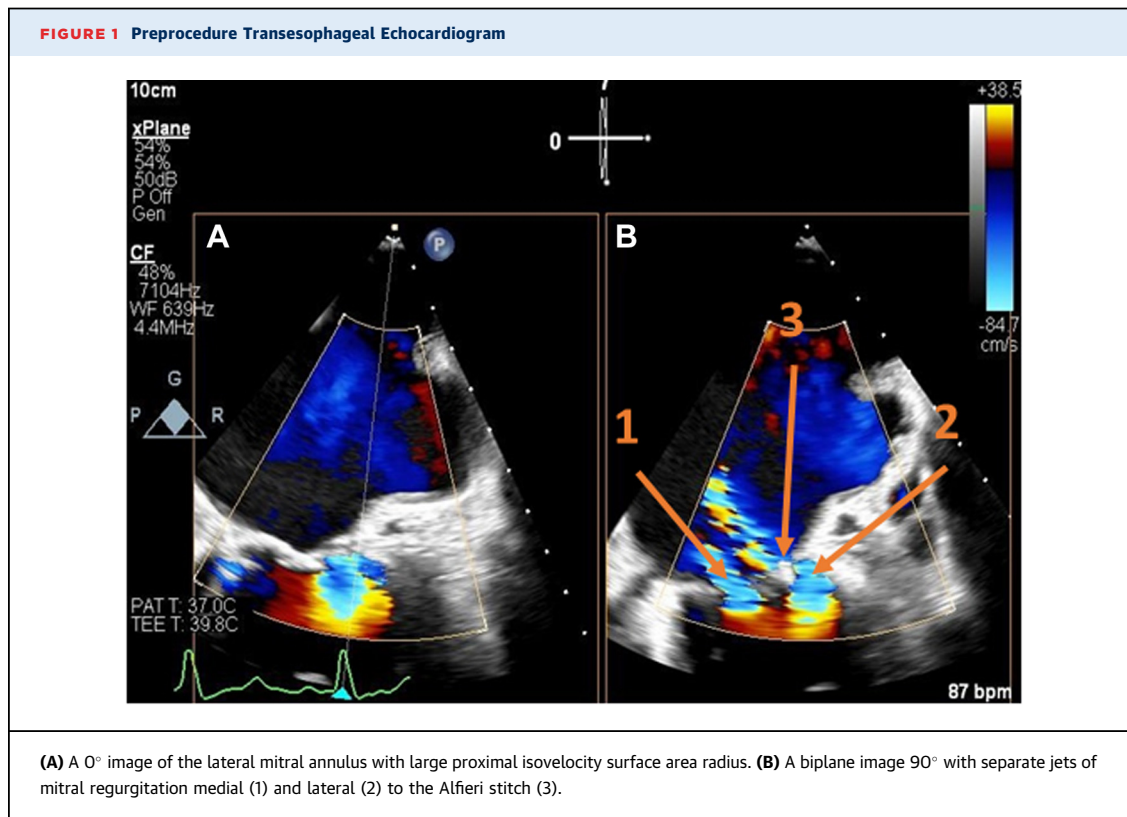 FIGURE 1 Preprocedure Transesophageal Echocardiogram
10cm
xPlane
54%
54%
50dB
P Off
Gen
CF
48%
7104Hz
WF 639Hz
4.4MHz
G
P R
PAT T: 37.0C
TEE T: 39.8C
0
+38.5
-84.7
cm/s
A
P
B
3
1
2
87 bpm
(A) A 0° image of the lateral mitral annulus with large proximal isovelocity surface area radius. (B) A biplane image 90° with separate jets of
mitral regurgitation medial (1) and lateral (2) to the Alfieri stitch (3).